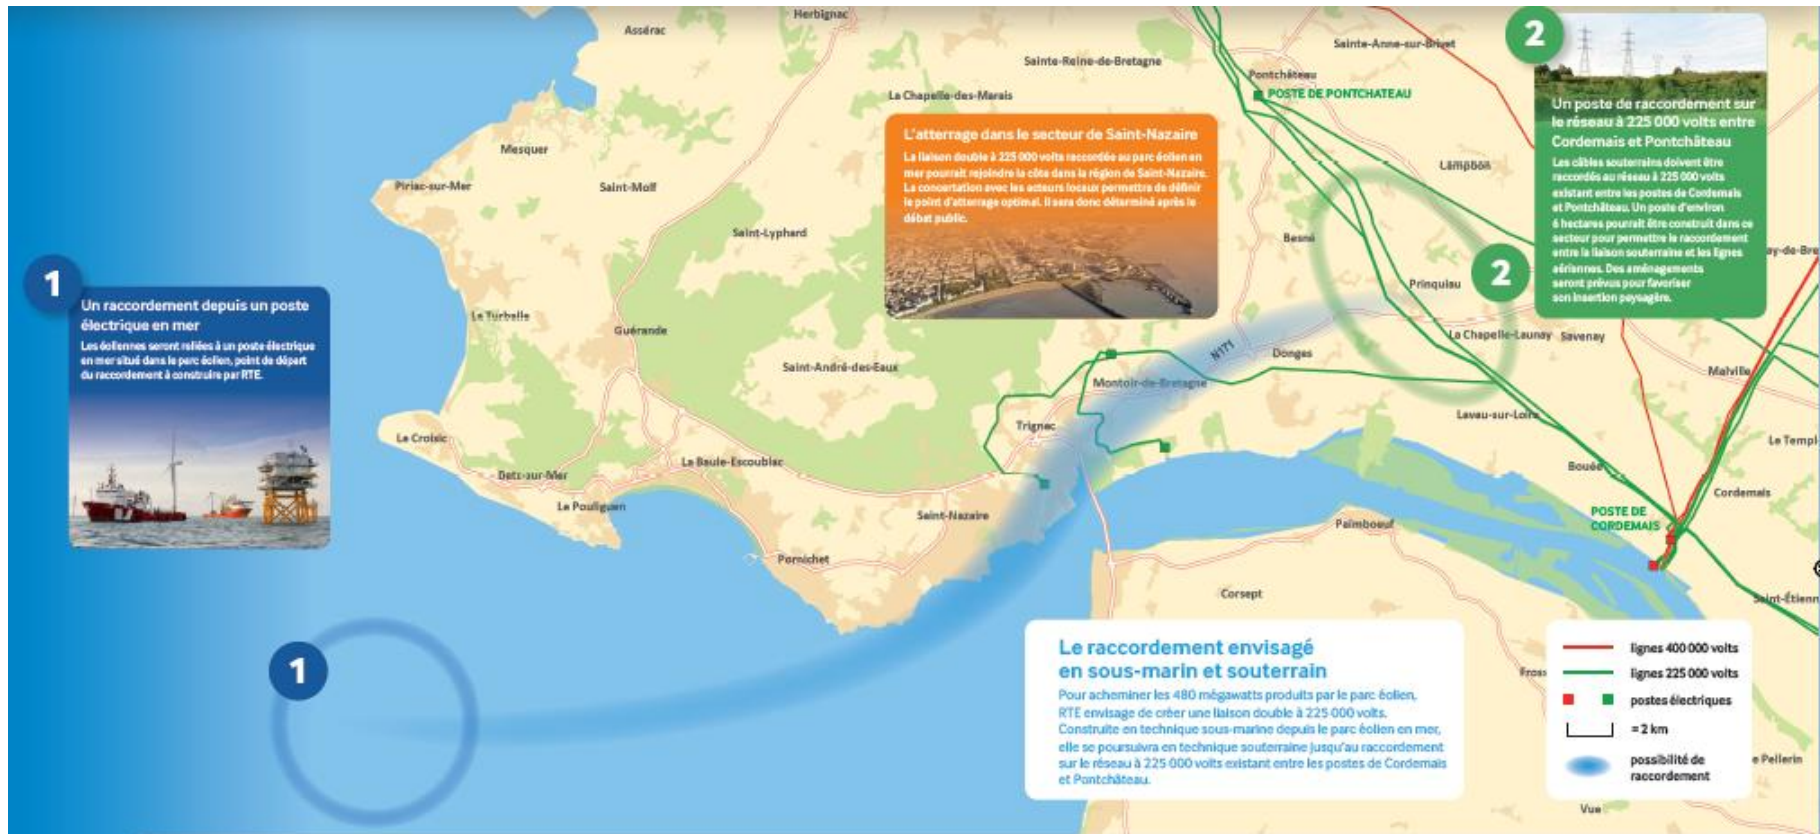 Herbignac
Assérac
Sainte-Anne-sur-Brivet
Sainte-Reine-de-Bretagne
Pontchâteau
La Chapelle-des-Marais
POSTE DE PONTCHATEAU
2
Un poste de raccordement sur
le réseau à 225 000 volts entre
Cordemais et Pontchâteau
Les câbles souterrains doivent être
raccordés au réseau à 225 000 volts
existant entre les postes de Cordemais
et Pontchâteau. Un poste d'environ
6 hectares pourrait être construit dans ce
secteur pour permettre le raccordement
entre la liaison souterraine et les lignes
aériennes. Des aménagements
seront prévus pour favoriser
son insertion paysagère.
L'atterrage dans le secteur de Saint-Nazaire
La liaison double à 225 000 volts raccordée au parc éolien en
mer pourrait rejoindre la côte dans la région de Saint-Nazaire.
La concertation avec les acteurs locaux permettra de définir
le point d'atterrage optimal. Il sera donc déterminé après le
débat public.
Mesquer
Piriac-sur-Mer
Saint-Molf
Lampbon
Saint-Lyphard
Besné
ay-de-Bre
1
Un raccordement depuis un poste
électrique en mer
Les éoliennes seront reliées à un poste électrique
en mer situé dans le parc éolien, point de départ
du raccordement à construire par RTE.
2
Prinquiau
La Turballe
Guérande
La Chapelle-Launay
Savenay
N171
Donges
Saint-André-des-Eaux
Montoir-de-Bretagne
Malville
Lavau-sur-Loire
Trignac
Le Croisic
Le Templ
La Baule-Escoublac
Batz-sur-Mer
Bouée
Cordemais
Le Pouliguen
Saint-Nazaire
Paimboeuf
POSTE DE
CORDEMAIS
Pornichet
Corsept
Saint-Étienn
1
Le raccordement envisagé
en sous-marin et souterrain
Pour acheminer les 480 mégawatts produits par le parc éolien,
RTE envisage de créer une liaison double à 225 000 volts.
Construite en technique sous-marine depuis le parc éolien en mer,
elle se poursuivra en technique souterraine jusqu'au raccordement
sur le réseau à 225 000 volts existant entre les postes de Cordemais
et Pontchâteau.
Fross
lignes 400 000 volts
lignes 225 000 volts
postes électriques
= 2 km
possibilité de
raccordement
e Pellerin
Vue